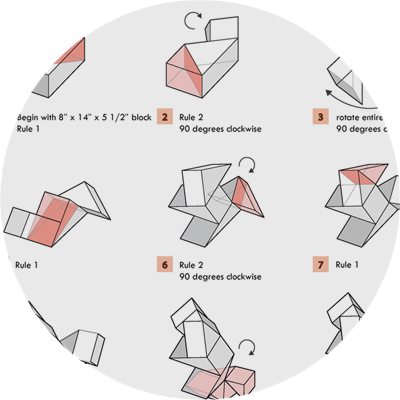 Begin with 8" x 14" x 5 1/2" block
Rule 1
2 Rule 2
90 degrees clockwise
3 rotate entire
90 degrees
Rule 1
6 Rule 2
90 degrees clockwise
7 Rule 1